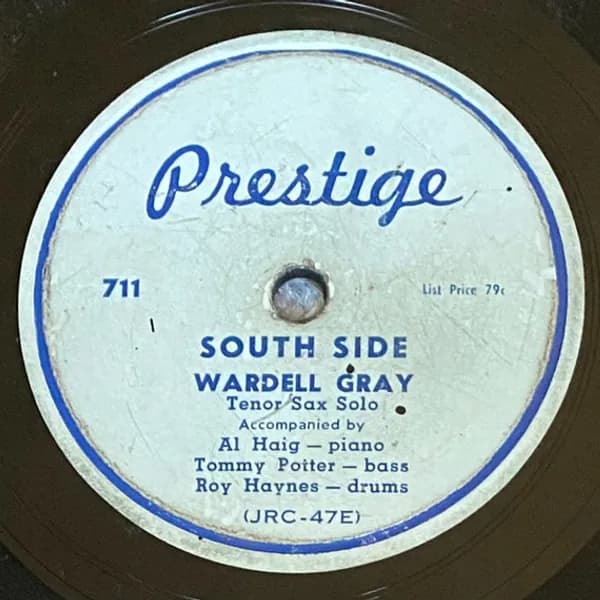 Prestige
711
List Price 79c
SOUTH SIDE
WARDELL GRAY
Tenor Sax Solo
Accompanied by
Al Haig — piano
Tommy Potter — bass
Roy Haynes — drums
(JRC-47E)